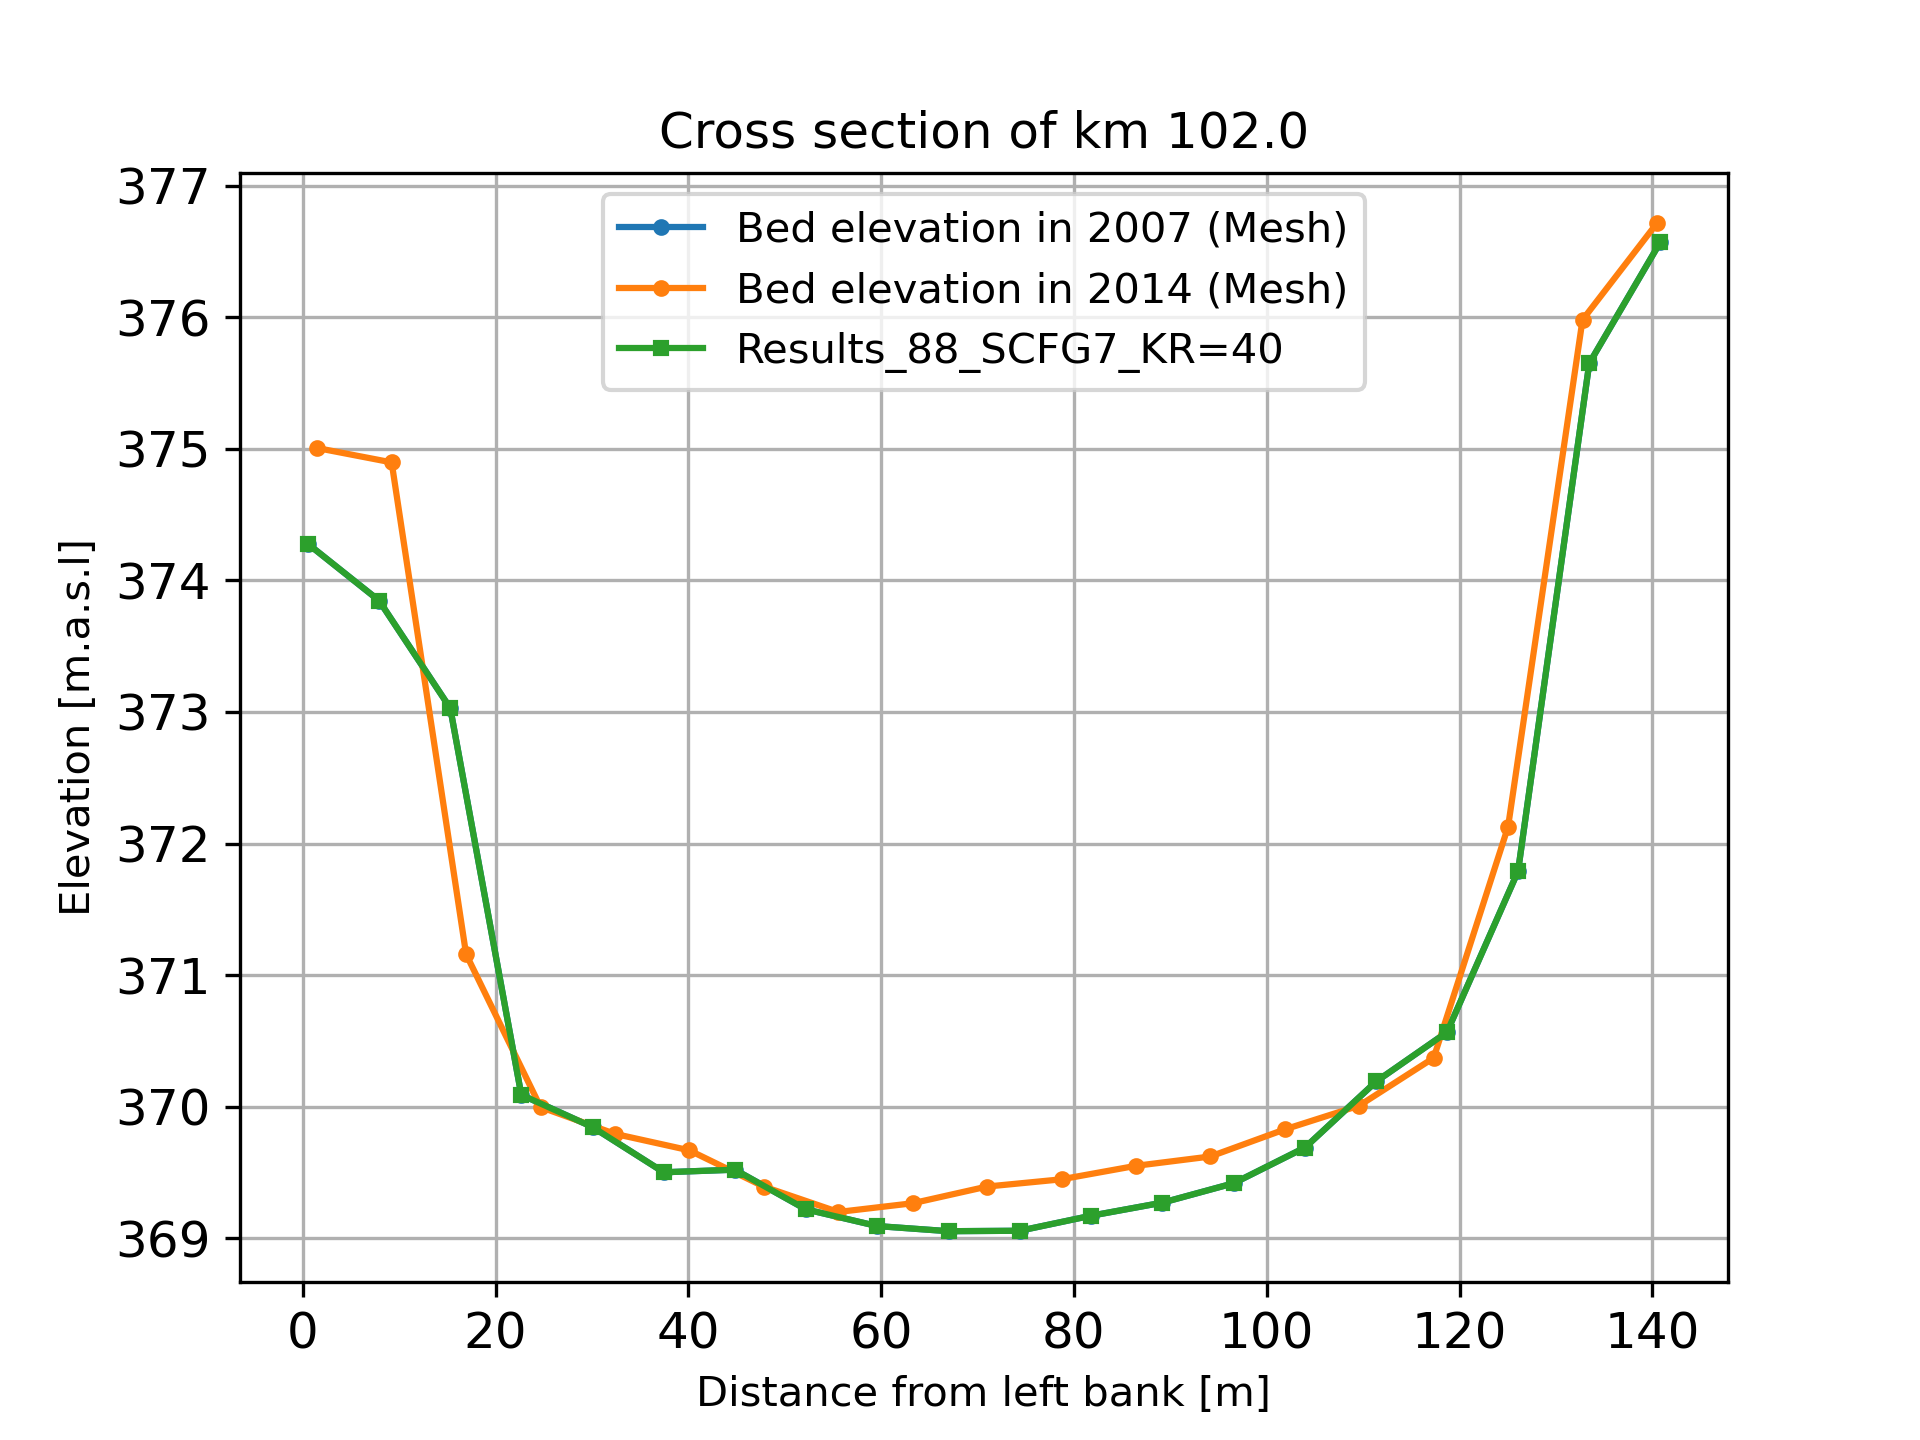 Cross section of km 102.0
Bed elevation in 2007 (Mesh)
Bed elevation in 2014 (Mesh)
Results_88_SCFG7_KR=40
377
376
375
374
373
372
371
370
369
Elevation [m.a.s.l]
0 20 40 60 80 100 120 140
Distance from left bank [m]